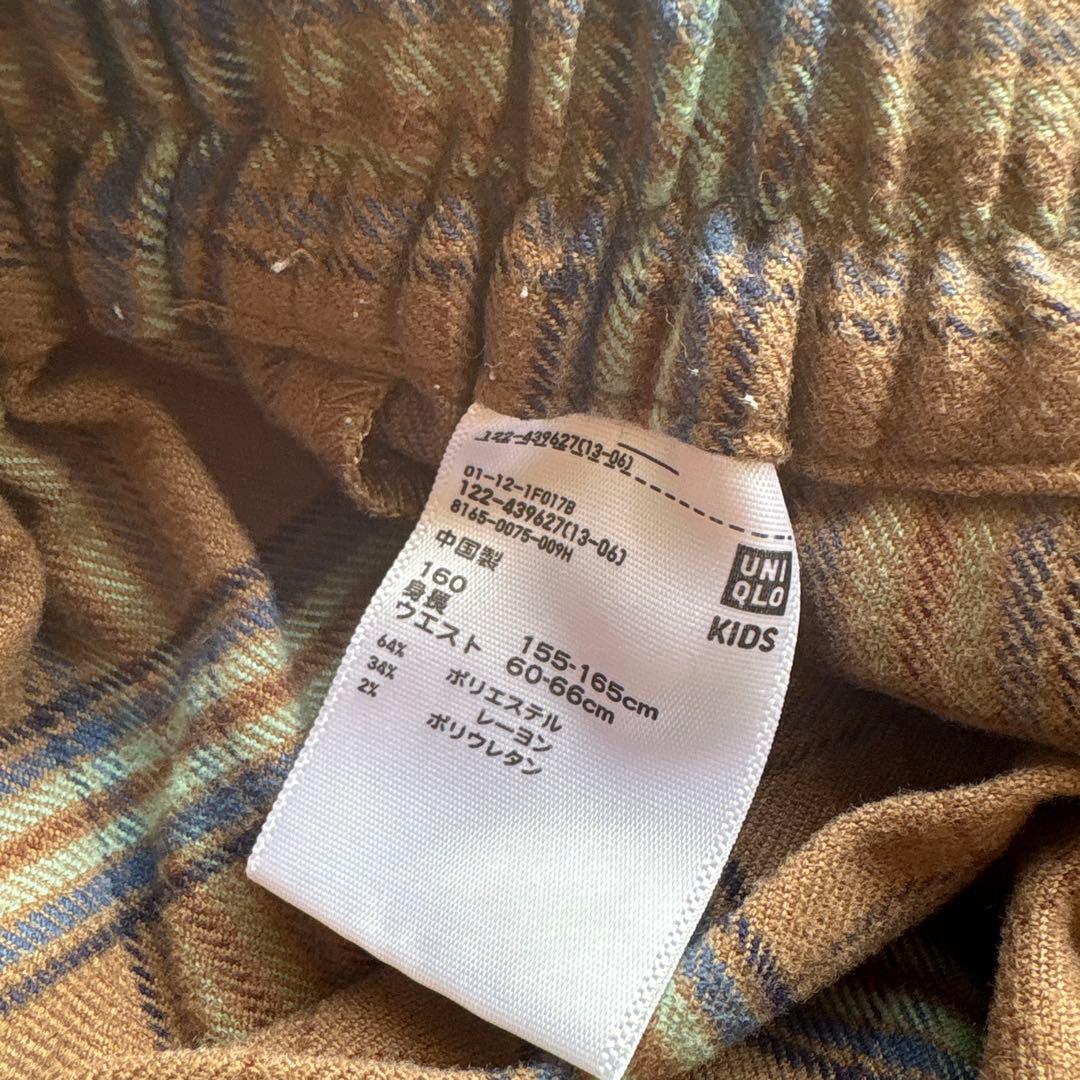 122-439627(13-06)
01-12-1F017B
122-439627(13-06)
8165-0075-009H
UNI
QLO
KIDS
中国製
160
身長 155-165cm
ウエスト 60-66cm
64% ポリエステル
34% レーヨン
2% ポリウレタン